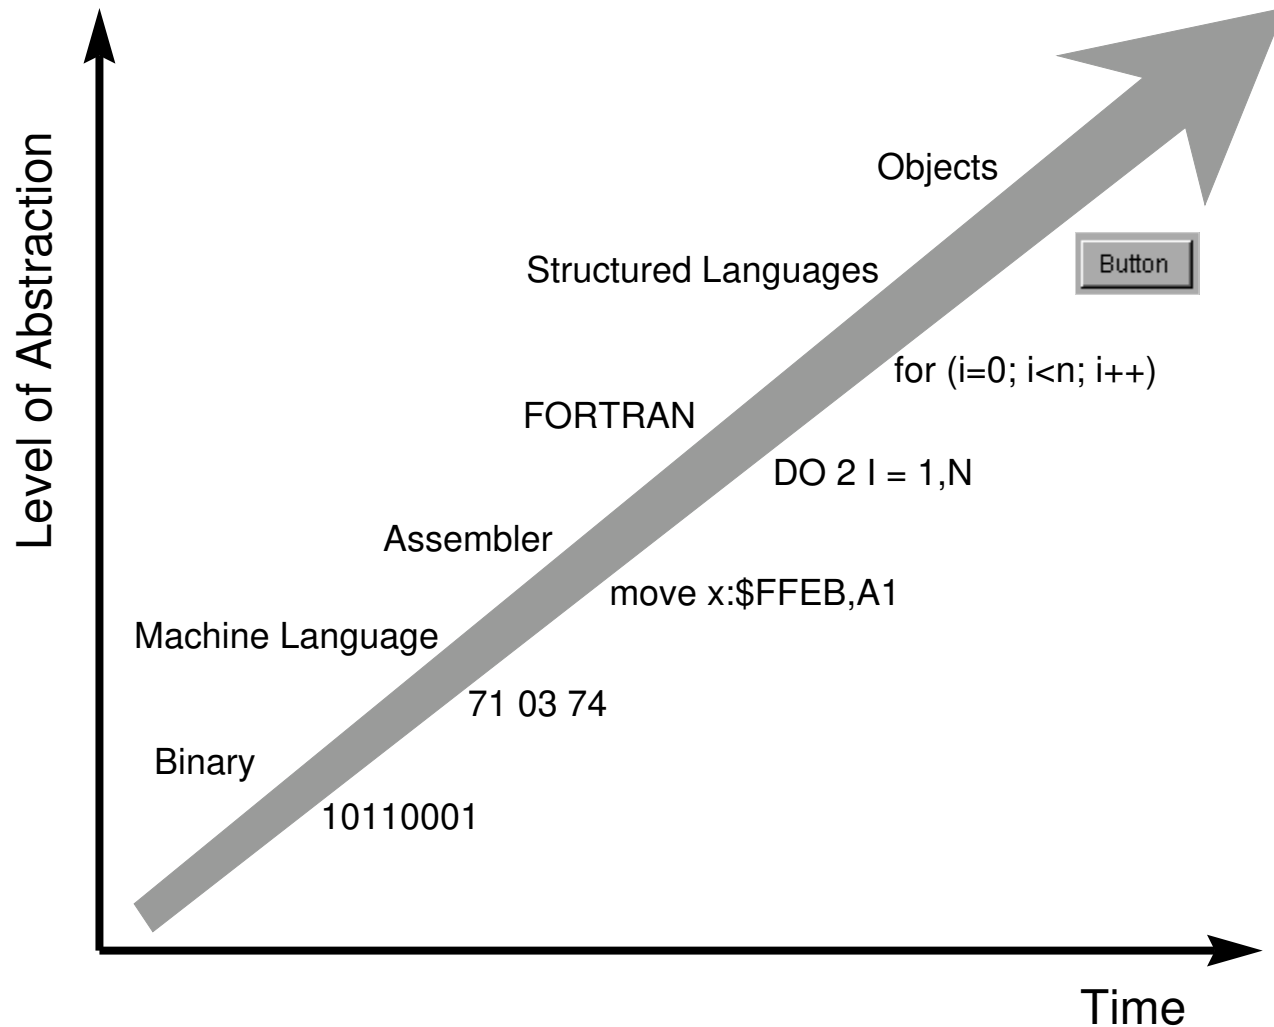 Level of Abstraction
Objects
Structured Languages
Button
for (i=0; i<n; i++)
FORTRAN
DO 2 I = 1,N
Assembler
move x:$FFEB,A1
Machine Language
71 03 74
Binary
10110001
Time